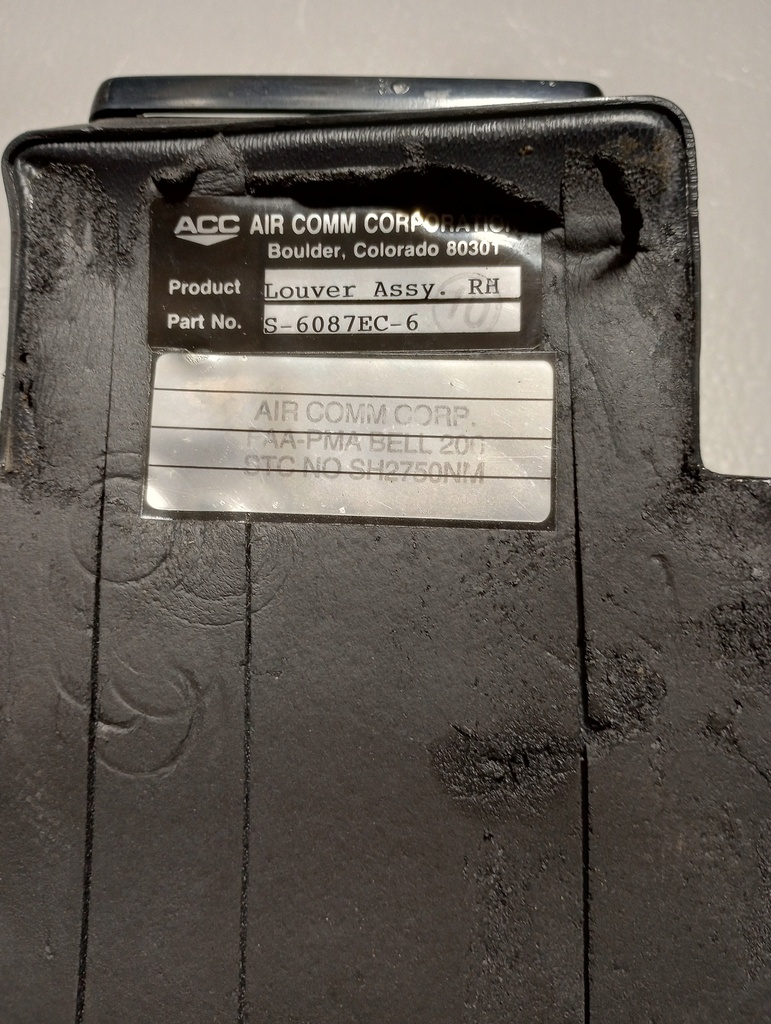 ACC AIR COMM CORPORATION
Boulder, Colorado 80301
Product Louver Assy. RH
Part No. S-6087EC-6
AIR COMM CORP.
FAA-PMA BELL 206
STC NO SH2750NM